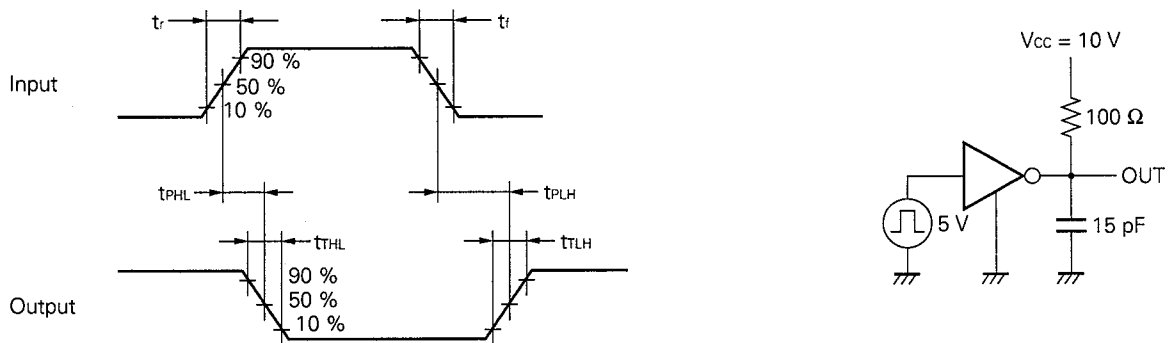 tr
tf
Input
90 %
50 %
10 %
tPHL
tPLH
tTHL
tTLH
Output
90 %
50 %
10 %
Vcc = 10 V
100 Ω
OUT
5 V
15 pF